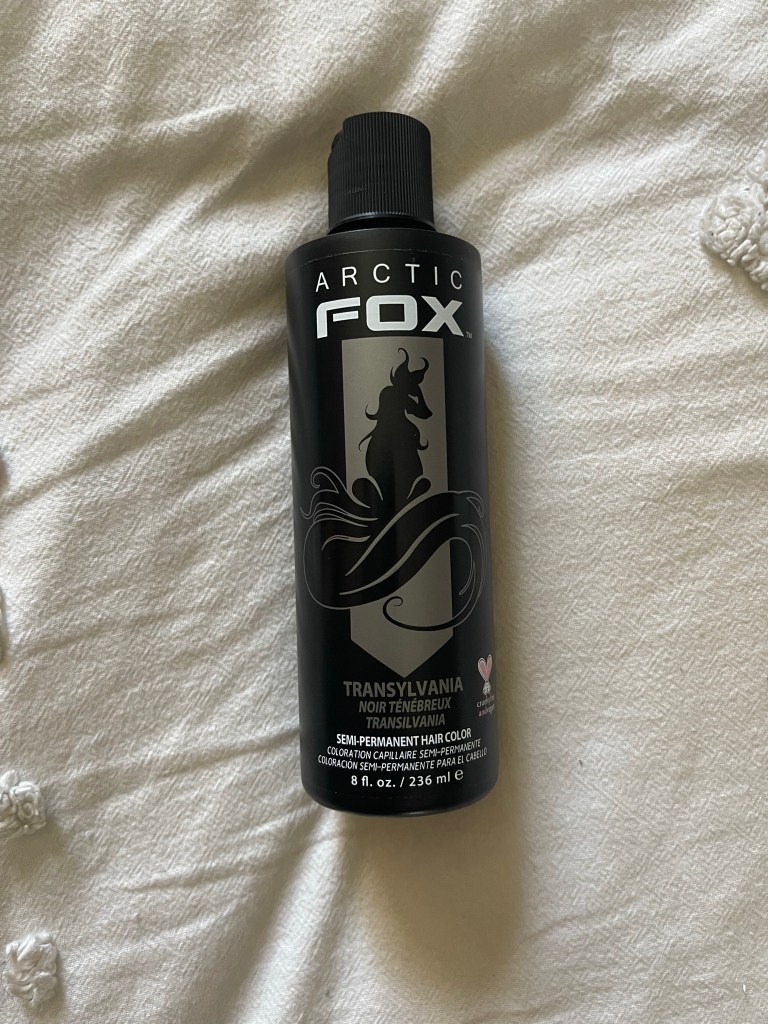 ARCTIC
FOX™
TRANSYLVANIA
NOIR TÉNÉBREUX
TRANSILVANIA
SEMI-PERMANENT HAIR COLOR
COLORATION CAPILLAIRE SEMI-PERMANENTE
COLORACIÓN SEMI-PERMANENTE PARA EL CABELLO
8 fl. oz. / 236 ml ℮